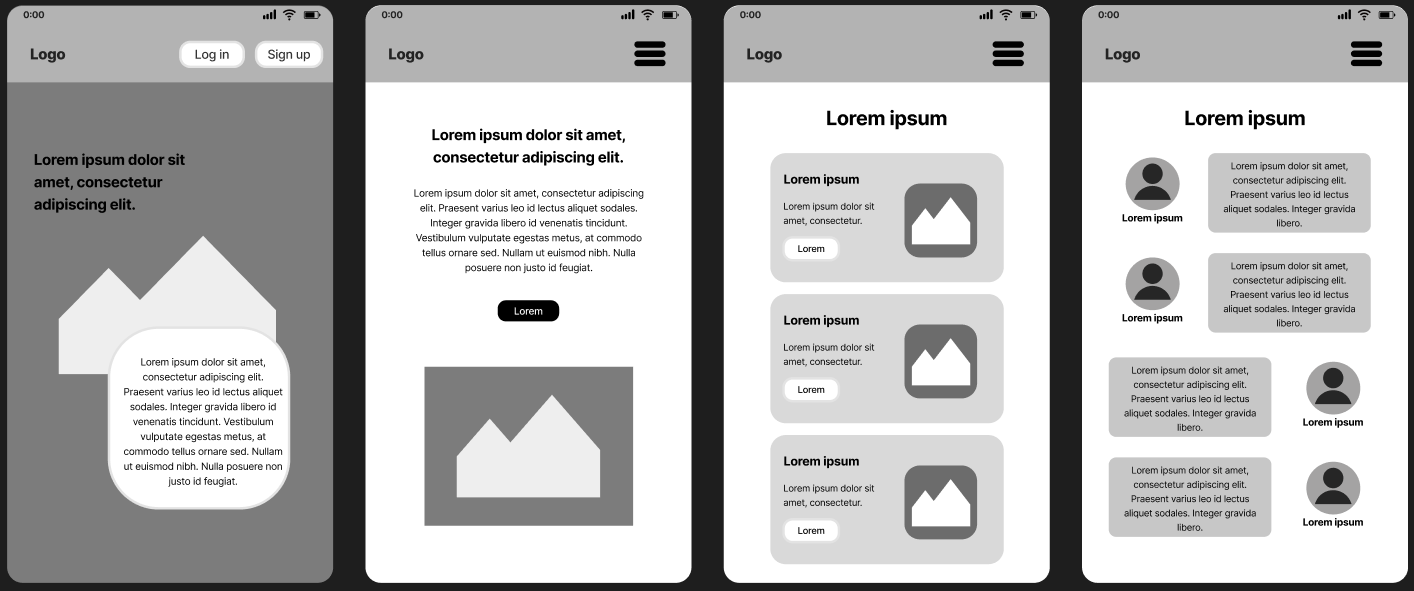 0:00
Logo
Log in
Sign up
Lorem ipsum dolor sit
amet, consectetur
adipiscing elit.
Lorem ipsum dolor sit amet,
consectetur adipiscing elit.
Praesent varius leo id lectus aliquet
sodales. Integer gravida libero id
venenatis tincidunt. Vestibulum
vulputate egestas metus, at
commodo tellus ornare sed. Nullam
ut euismod nibh. Nulla posuere non
justo id feugiat.
0:00
Logo
Lorem ipsum dolor sit amet,
consectetur adipiscing elit.
Lorem ipsum dolor sit amet, consectetur adipiscing
elit. Praesent varius leo id lectus aliquet sodales.
Integer gravida libero id venenatis tincidunt.
Vestibulum vulputate egestas metus, at commodo
tellus ornare sed. Nullam ut euismod nibh. Nulla
posuere non justo id feugiat.
Lorem
0:00
Logo
Lorem ipsum
Lorem ipsum
Lorem ipsum dolor sit
amet, consectetur.
Lorem
Lorem ipsum
Lorem ipsum dolor sit
amet, consectetur.
Lorem
Lorem ipsum
Lorem ipsum dolor sit
amet, consectetur.
Lorem
0:00
Logo
Lorem ipsum
Lorem ipsum
Lorem ipsum dolor sit amet,
consectetur adipiscing elit.
Praesent varius leo id lectus
aliquet sodales. Integer gravida
libero.
Lorem ipsum
Lorem ipsum dolor sit amet,
consectetur adipiscing elit.
Praesent varius leo id lectus
aliquet sodales. Integer gravida
libero.
Lorem ipsum dolor sit amet,
consectetur adipiscing elit.
Praesent varius leo id lectus
aliquet sodales. Integer gravida
libero.
Lorem ipsum
Lorem ipsum dolor sit amet,
consectetur adipiscing elit.
Praesent varius leo id lectus
aliquet sodales. Integer gravida
libero.
Lorem ipsum